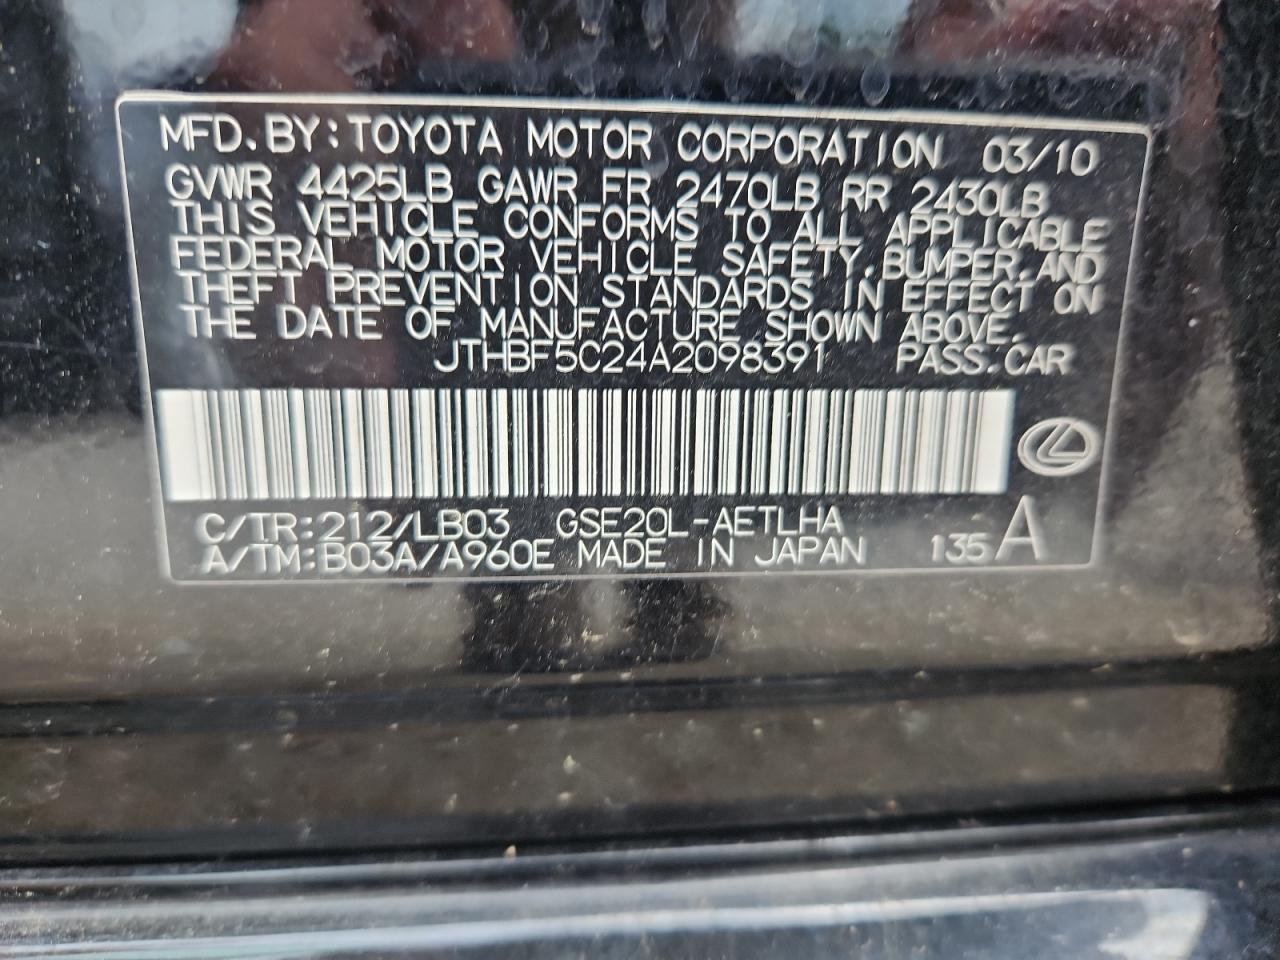 MFD. BY: TOYOTA MOTOR CORPORATION 03/10
GVWR 4425LB GAWR FR 2470LB RR 2430LB
THIS VEHICLE CONFORMS TO ALL APPLICABLE
FEDERAL MOTOR VEHICLE SAFETY, BUMPER, AND
THEFT PREVENTION STANDARDS IN EFFECT ON
THE DATE OF MANUFACTURE SHOWN ABOVE.
JTHBF5C24A2098391 PASS. CAR
C/TR: 212/LB03 GSE20L-AETLHA
A/TM: B03A/A960E MADE IN JAPAN 135 A